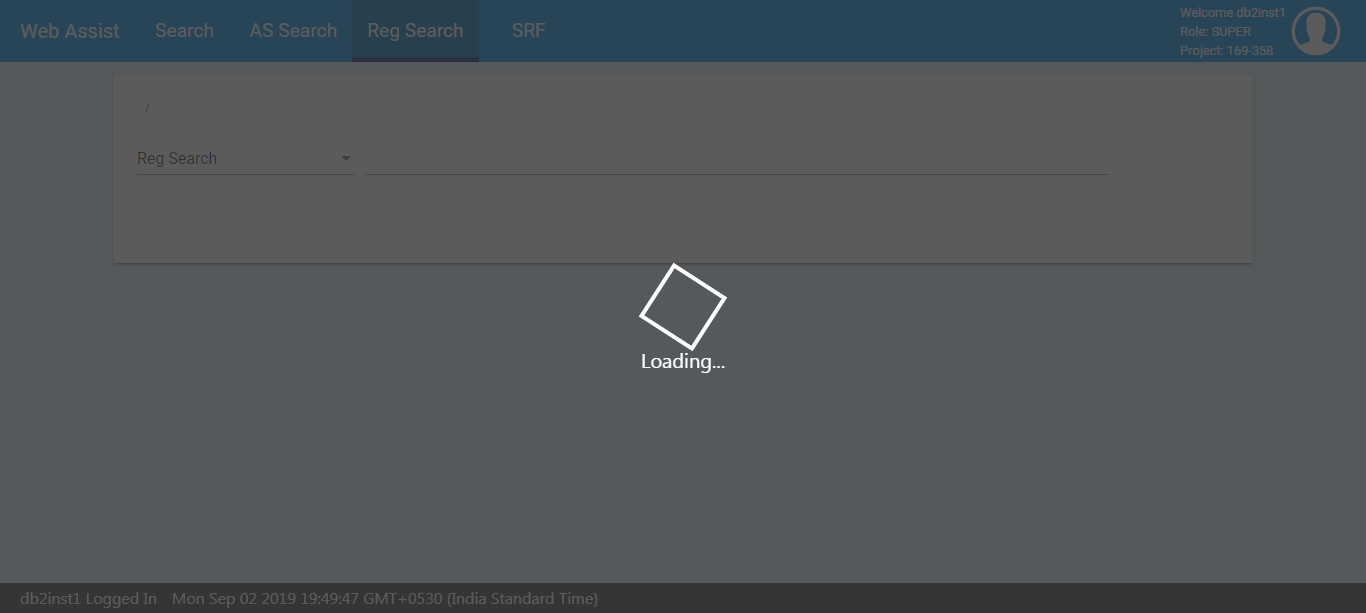 Web Assist Search AS Search Reg Search SRF
Welcome db2inst1
Role: SUPER
Project: 169-358
/
Reg Search
Loading...
db2inst1 Logged In Mon Sep 02 2019 19:49:47 GMT+0530 (India Standard Time)